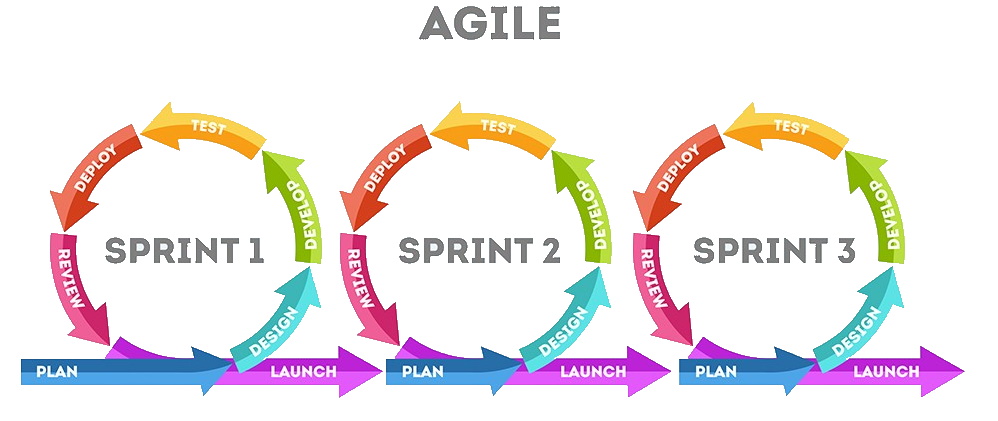 AGILE
TEST
DEPLOY
DEVELOP
SPRINT 1
REVIEW
DESIGN
PLAN
LAUNCH
TEST
DEPLOY
DEVELOP
SPRINT 2
REVIEW
DESIGN
PLAN
LAUNCH
TEST
DEPLOY
DEVELOP
SPRINT 3
REVIEW
DESIGN
PLAN
LAUNCH